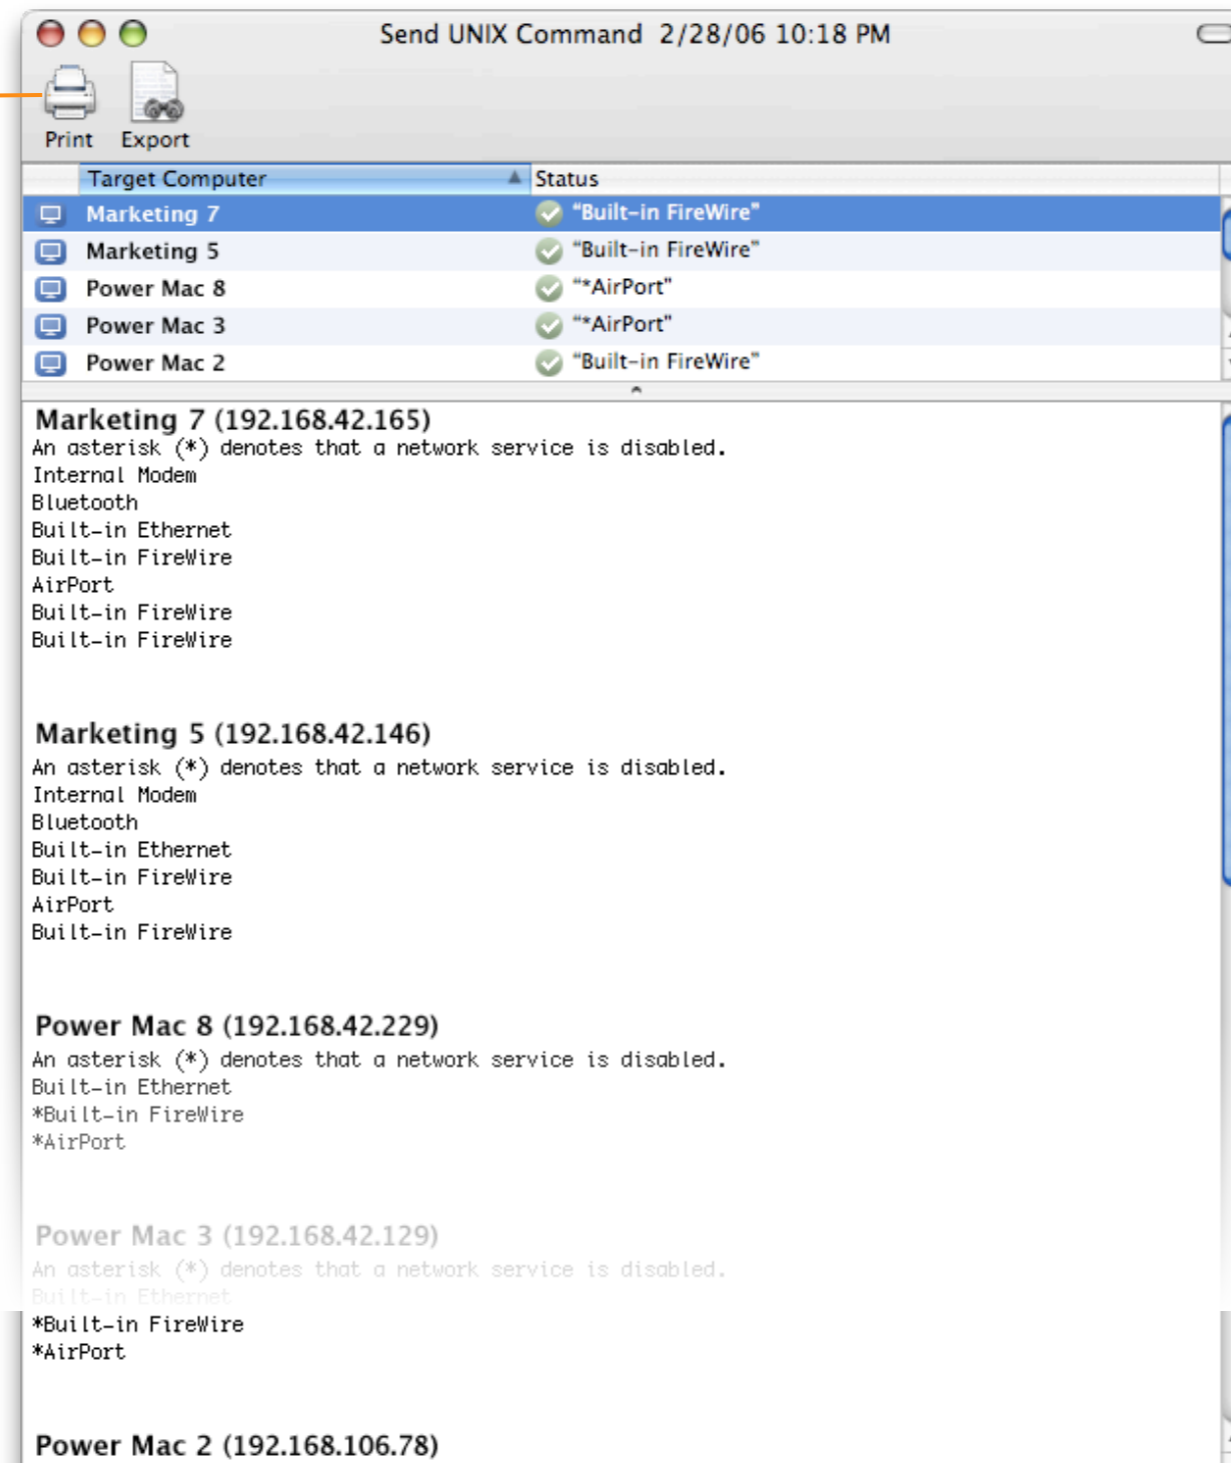 Send UNIX Command 2/28/06 10:18 PM
Print Export
Target Computer Status
Marketing 7 “Built-in FireWire”
Marketing 5 “Built-in FireWire”
Power Mac 8 “*AirPort”
Power Mac 3 “*AirPort”
Power Mac 2 “Built-in FireWire”
Marketing 7 (192.168.42.165)
An asterisk (*) denotes that a network service is disabled.
Internal Modem
Bluetooth
Built-in Ethernet
Built-in FireWire
AirPort
Built-in FireWire
Built-in FireWire
Marketing 5 (192.168.42.146)
An asterisk (*) denotes that a network service is disabled.
Internal Modem
Bluetooth
Built-in Ethernet
Built-in FireWire
AirPort
Built-in FireWire
Power Mac 8 (192.168.42.229)
An asterisk (*) denotes that a network service is disabled.
Built-in Ethernet
*Built-in FireWire
*AirPort
Power Mac 3 (192.168.42.129)
An asterisk (*) denotes that a network service is disabled.
Built-in Ethernet
*Built-in FireWire
*AirPort
Power Mac 2 (192.168.106.78)